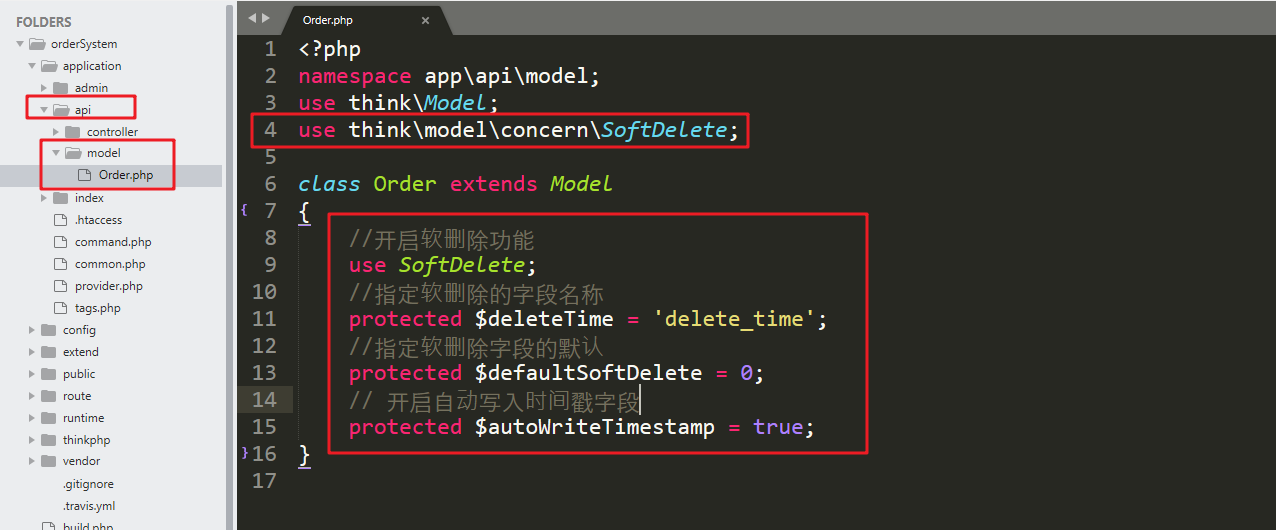 FOLDERS
orderSystem
application
admin
api
controller
model
Order.php
index
.htaccess
command.php
common.php
provider.php
tags.php
config
extend
public
route
runtime
thinkphp
vendor
.gitignore
.travis.yml
build.php
Order.php ×
1 <?php
2 namespace app\api\model;
3 use think\Model;
4 use think\model\concern\SoftDelete;
5
6 class Order extends Model
{ 7 {
8 //开启软删除功能
9 use SoftDelete;
10 //指定软删除的字段名称
11 protected $deleteTime = 'delete_time';
12 //指定软删除字段的默认
13 protected $defaultSoftDelete = 0;
14 // 开启自动写入时间戳字段
15 protected $autoWriteTimestamp = true;
} 16 }
17